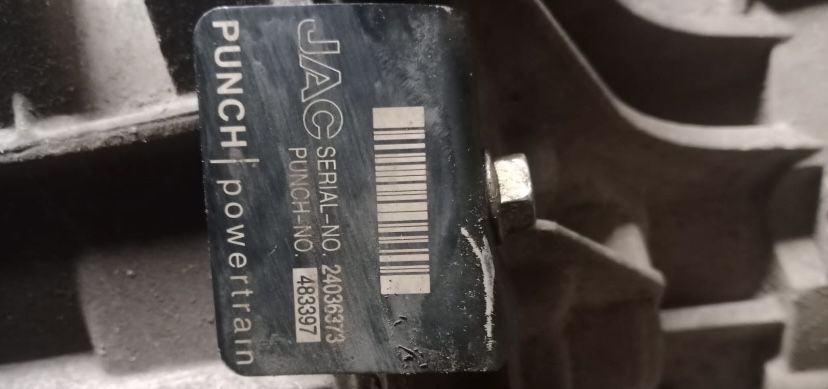 JAC
SERIAL-NO. 24036373
PUNCH-NO. 483397
PUNCH powertrain